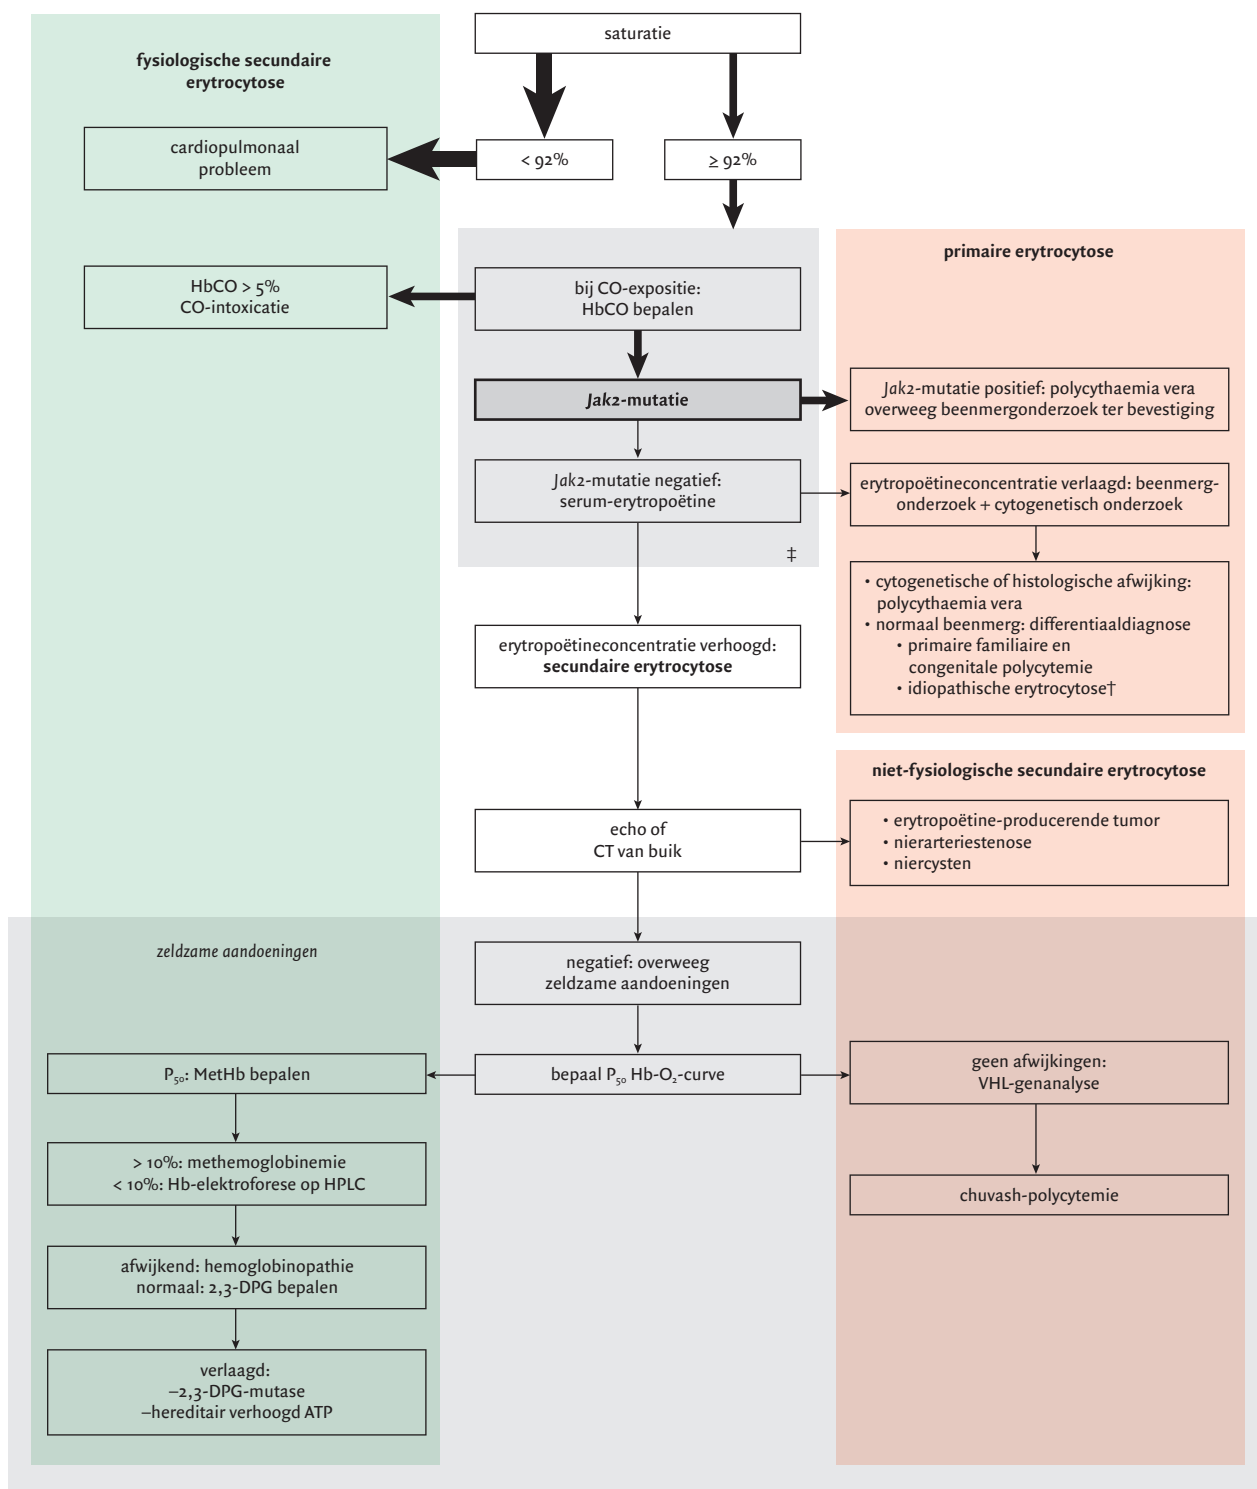 saturatie
fysiologische secundaire
erytrocytose
cardiopulmonaal
probleem
< 92%
≥ 92%
HbCO > 5%
CO-intoxicatie
bij CO-expositie:
HbCO bepalen
primaire erytrocytose
Jak2-mutatie
Jak2-mutatie positief: polycythaemia vera
overweeg beenmergonderzoek ter bevestiging
Jak2-mutatie negatief:
serum-erytropoëtine
‡
erytropoëtineconcentratie verlaagd: beenmerg-
onderzoek + cytogenetisch onderzoek
• cytogenetische of histologische afwijking:
polycythaemia vera
• normaal beenmerg: differentiaaldiagnose
• primaire familiaire en
congenitale polycytemie
• idiopathische erytrocytose†
erytropoëtineconcentratie verhoogd:
secundaire erytrocytose
niet-fysiologische secundaire erytrocytose
echo of
CT van buik
• erytropoëtine-producerende tumor
• nierarteriestenose
• niercysten
zeldzame aandoeningen
negatief: overweeg
zeldzame aandoeningen
P₅₀: MetHb bepalen
bepaal P₅₀ Hb-O₂-curve
geen afwijkingen:
VHL-genanalyse
> 10%: methemoglobinemie
< 10%: Hb-elektroforese op HPLC
chuvash-polycytemie
afwijkend: hemoglobinopathie
normaal: 2,3-DPG bepalen
verlaagd:
–2,3-DPG-mutase
–hereditair verhoogd ATP